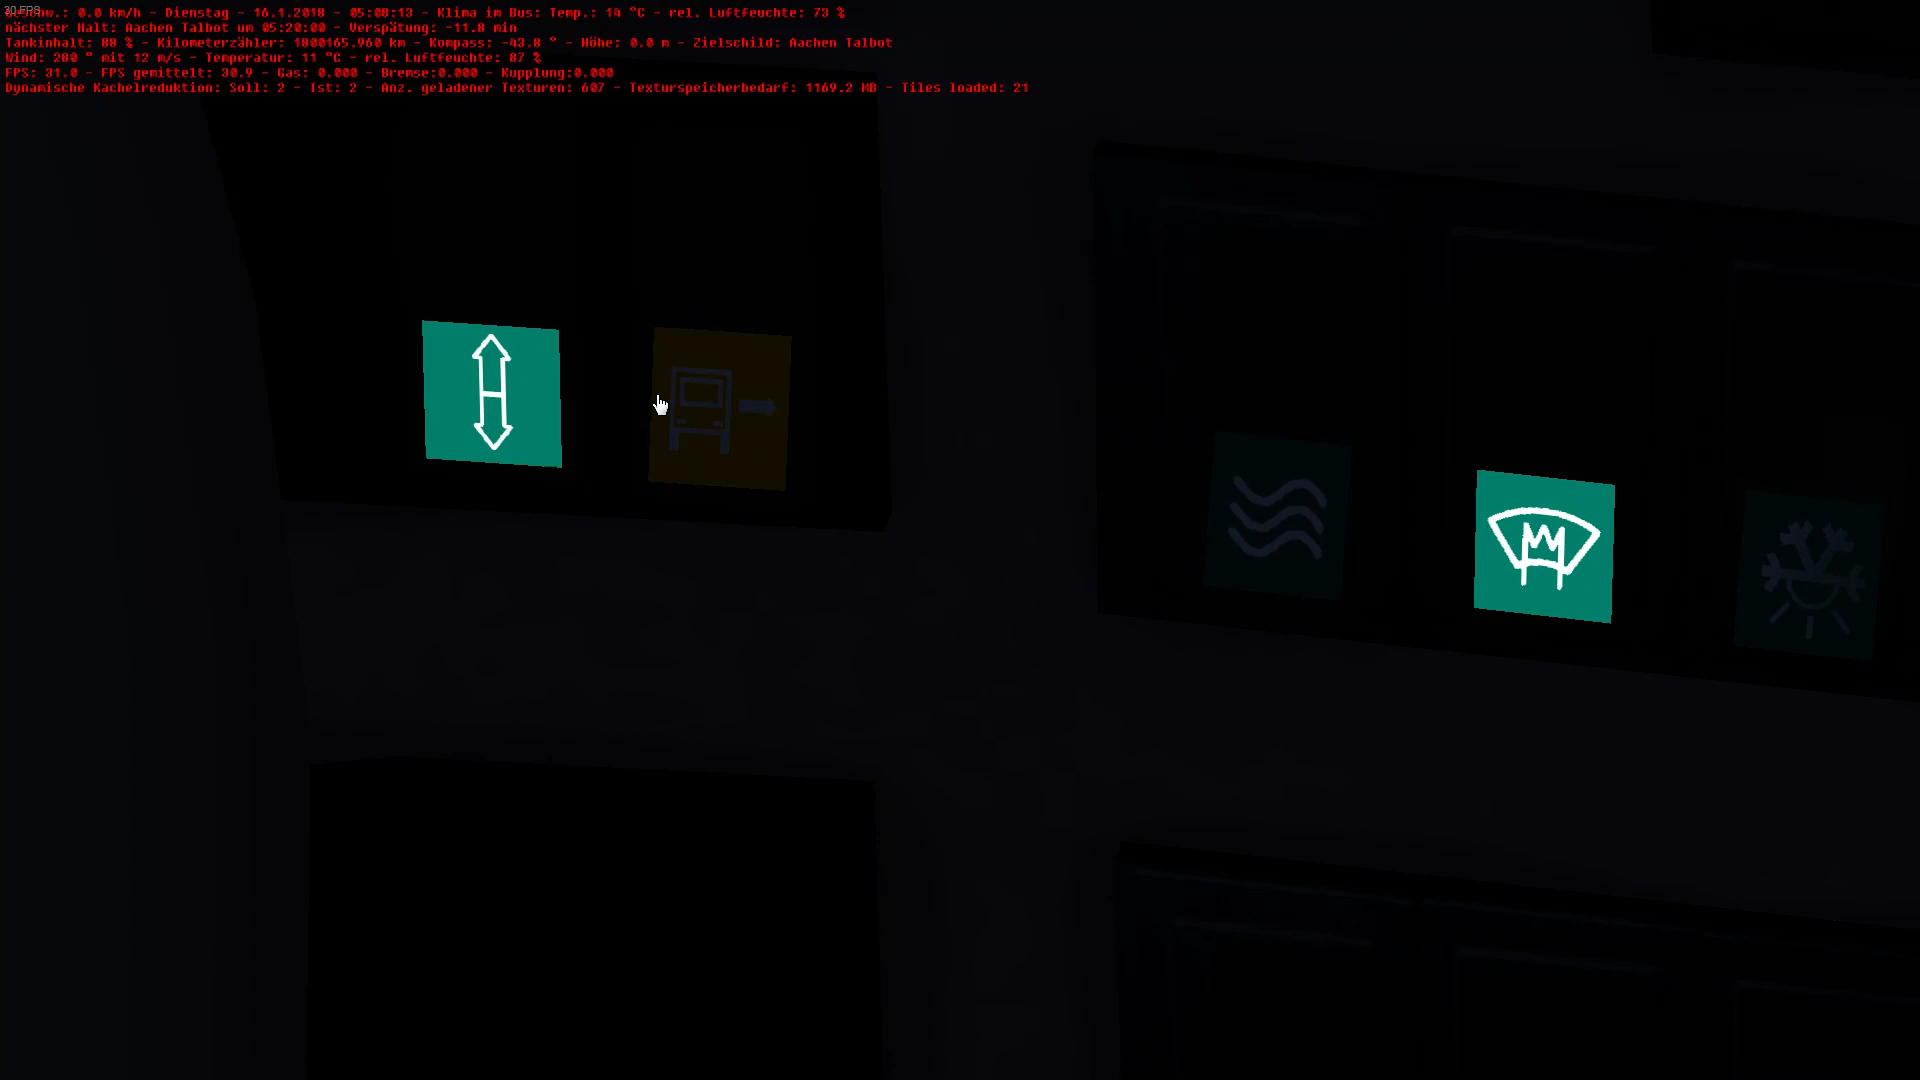 30 FPS
Geschw.: 0.0 km/h - Dienstag - 16.1.2018 - 05:08:13 - Klima im Bus: Temp.: 14 °C - rel. Luftfeuchte: 73 %
nächster Halt: Aachen Talbot um 05:20:00 - Verspätung: -11.8 min
Tankinhalt: 88 % - Kilometerzähler: 1800165.960 km - Kompass: -43.8 ° - Höhe: 0.0 m - Zielschild: Aachen Talbot
Wind: 280 ° mit 12 m/s - Temperatur: 11 °C - rel. Luftfeuchte: 87 %
FPS: 31.0 - FPS gemittelt: 30.9 - Gas: 0.000 - Bremse:0.000 - Kupplung:0.000
Dynamische Kachelreduktion: Soll: 2 - Ist: 2 - Anz. geladener Texturen: 607 - Texturspeicherbedarf: 1169.2 MB - Tiles loaded: 21